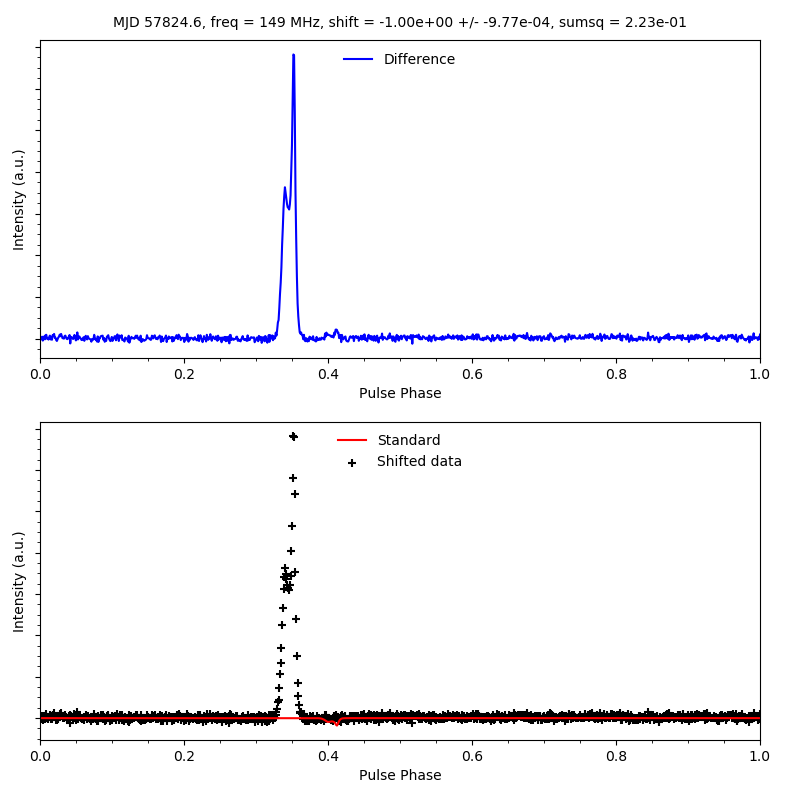 MJD 57824.6, freq = 149 MHz, shift = -1.00e+00 +/- -9.77e-04, sumsq = 2.23e-01
Difference
Intensity (a.u.)
0.0 0.2 0.4 0.6 0.8 1.0
Pulse Phase
Standard
Shifted data
Intensity (a.u.)
0.0 0.2 0.4 0.6 0.8 1.0
Pulse Phase